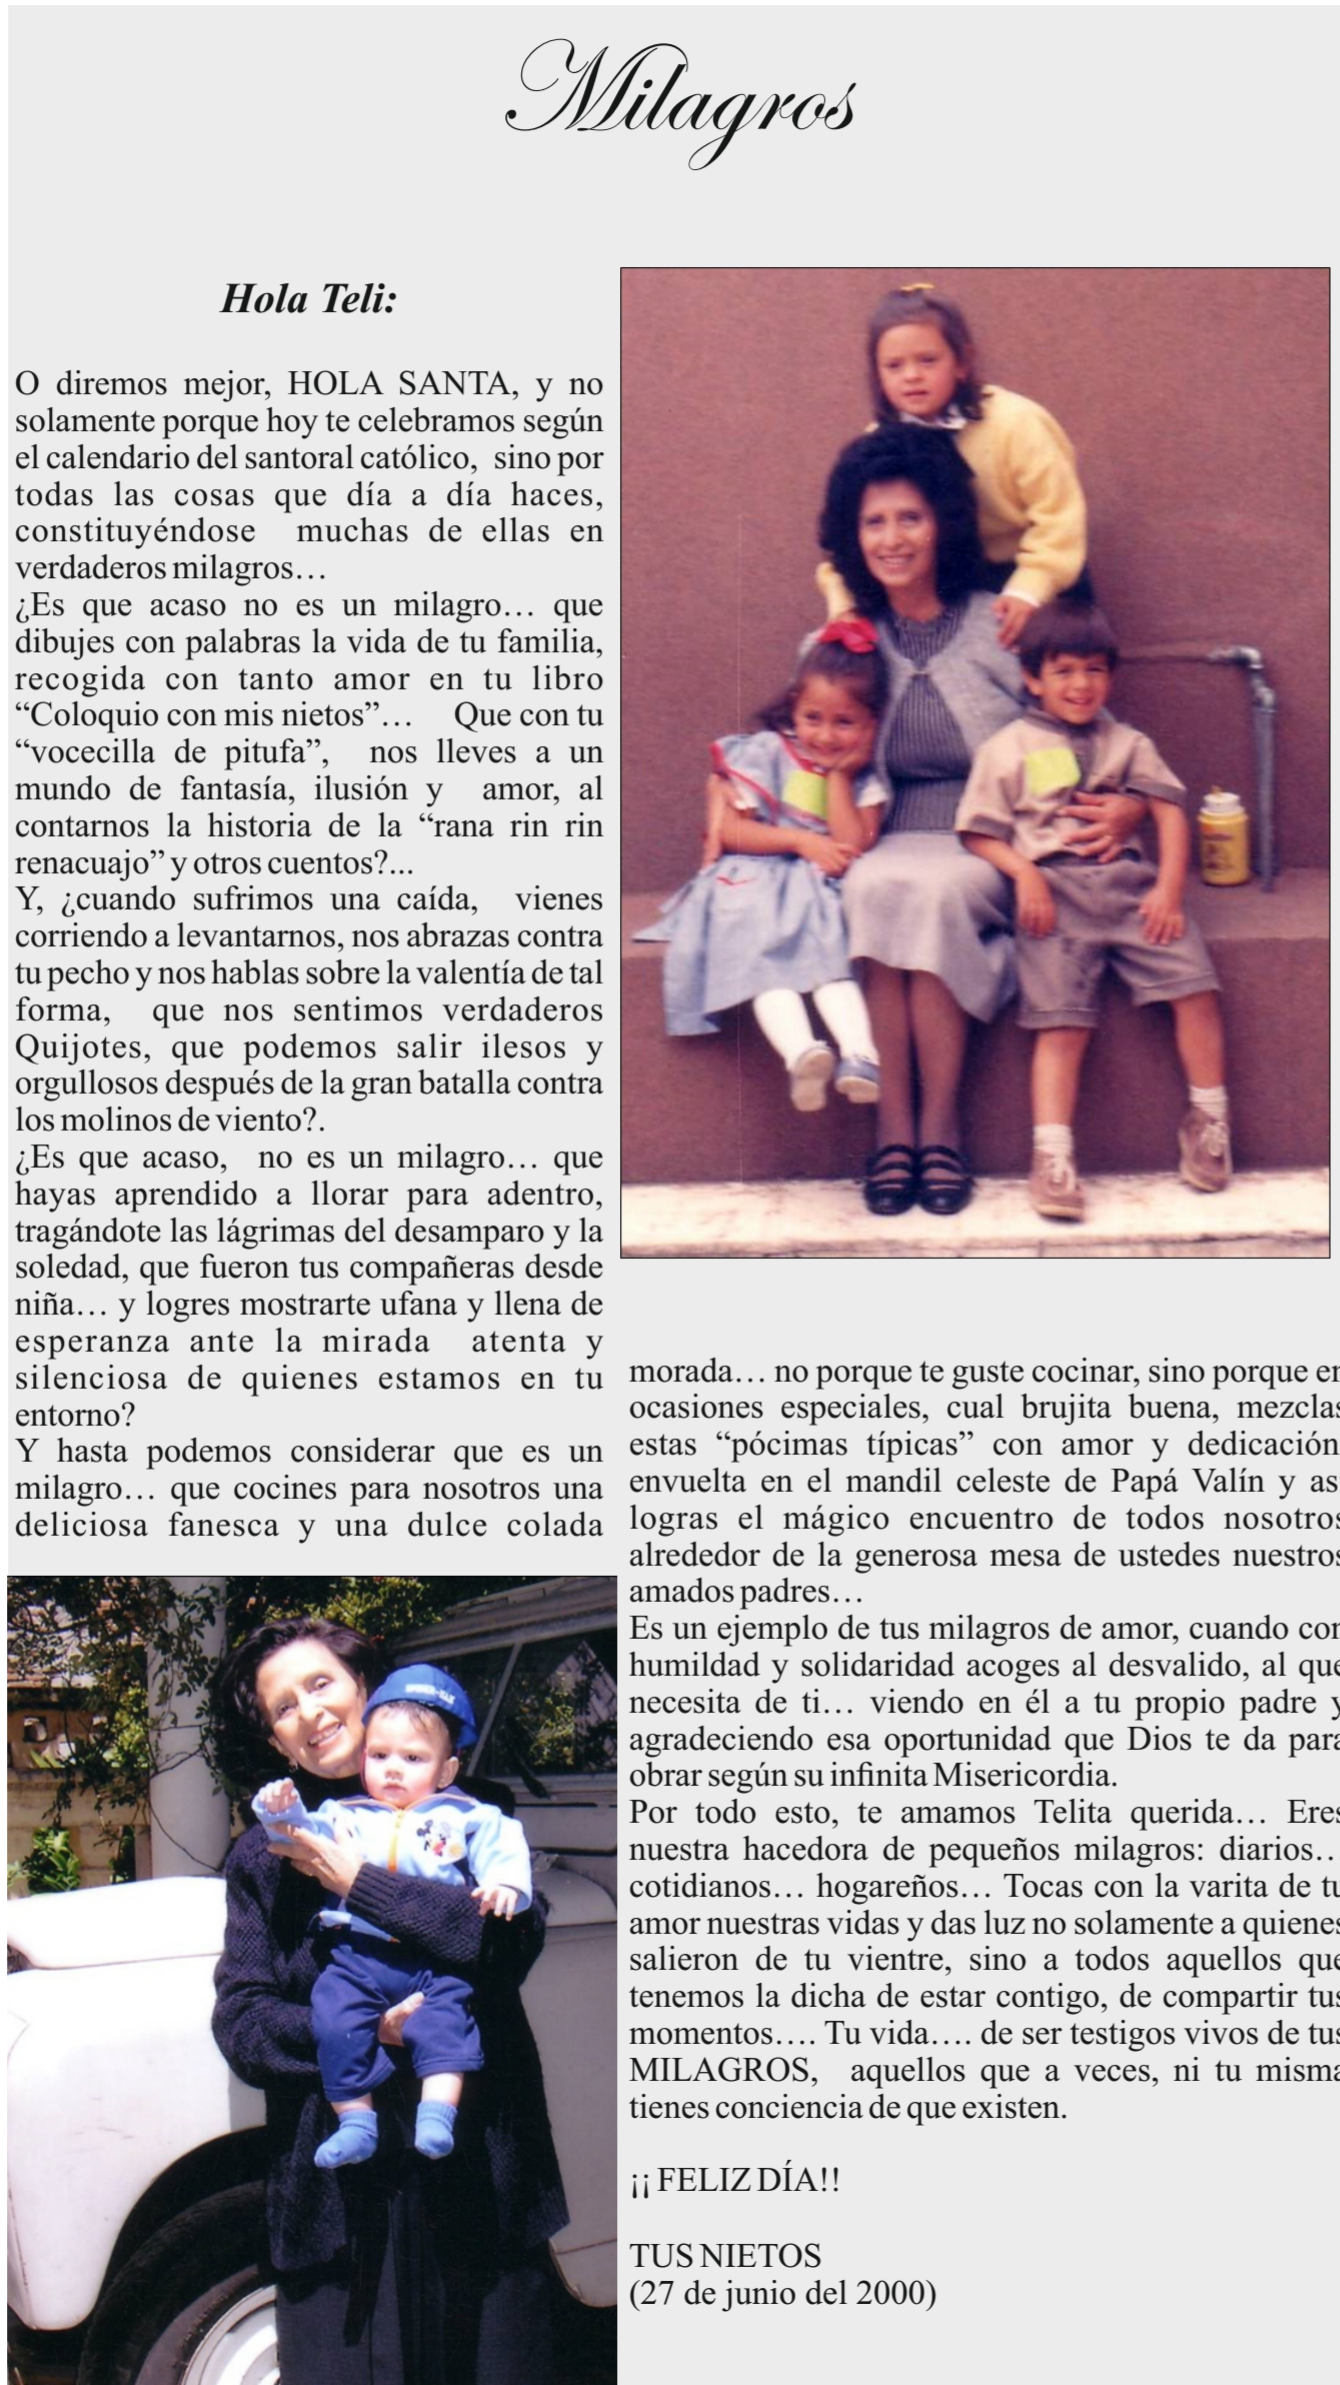 Milagros
Hola Teli:
O diremos mejor, HOLA SANTA, y no
solamente porque hoy te celebramos según
el calendario del santoral católico, sino por
todas las cosas que día a día haces,
constituyéndose muchas de ellas en
verdaderos milagros…
¿Es que acaso no es un milagro… que
dibujes con palabras la vida de tu familia,
recogida con tanto amor en tu libro
“Coloquio con mis nietos”… Que con tu
“vocecilla de pitufa”, nos lleves a un
mundo de fantasía, ilusión y amor, al
contarnos la historia de la “rana rin rin
renacuajo” y otros cuentos?...
Y, ¿cuando sufrimos una caída, vienes
corriendo a levantarnos, nos abrazas contra
tu pecho y nos hablas sobre la valentía de tal
forma, que nos sentimos verdaderos
Quijotes, que podemos salir ilesos y
orgullosos después de la gran batalla contra
los molinos de viento?.
¿Es que acaso, no es un milagro… que
hayas aprendido a llorar para adentro,
tragándote las lágrimas del desamparo y la
soledad, que fueron tus compañeras desde
niña… y logres mostrarte ufana y llena de
esperanza ante la mirada atenta y
silenciosa de quienes estamos en tu
entorno?
Y hasta podemos considerar que es un
milagro… que cocines para nosotros una
deliciosa fanesca y una dulce colada
morada… no porque te guste cocinar, sino porque en
ocasiones especiales, cual brujita buena, mezclas
estas “pócimas típicas” con amor y dedicación
envuelta en el mandil celeste de Papá Valín y as
logras el mágico encuentro de todos nosotros
alrededor de la generosa mesa de ustedes nuestros
amados padres…
Es un ejemplo de tus milagros de amor, cuando con
humildad y solidaridad acoges al desvalido, al que
necesita de ti… viendo en él a tu propio padre y
agradeciendo esa oportunidad que Dios te da para
obrar según su infinita Misericordia.
Por todo esto, te amamos Telita querida… Eres
nuestra hacedora de pequeños milagros: diarios…
cotidianos… hogareños… Tocas con la varita de tu
amor nuestras vidas y das luz no solamente a quienes
salieron de tu vientre, sino a todos aquellos que
tenemos la dicha de estar contigo, de compartir tus
momentos…. Tu vida…. de ser testigos vivos de tus
MILAGROS, aquellos que a veces, ni tu misma
tienes conciencia de que existen.
¡¡ FELIZ DÍA!!
TUS NIETOS
(27 de junio del 2000)